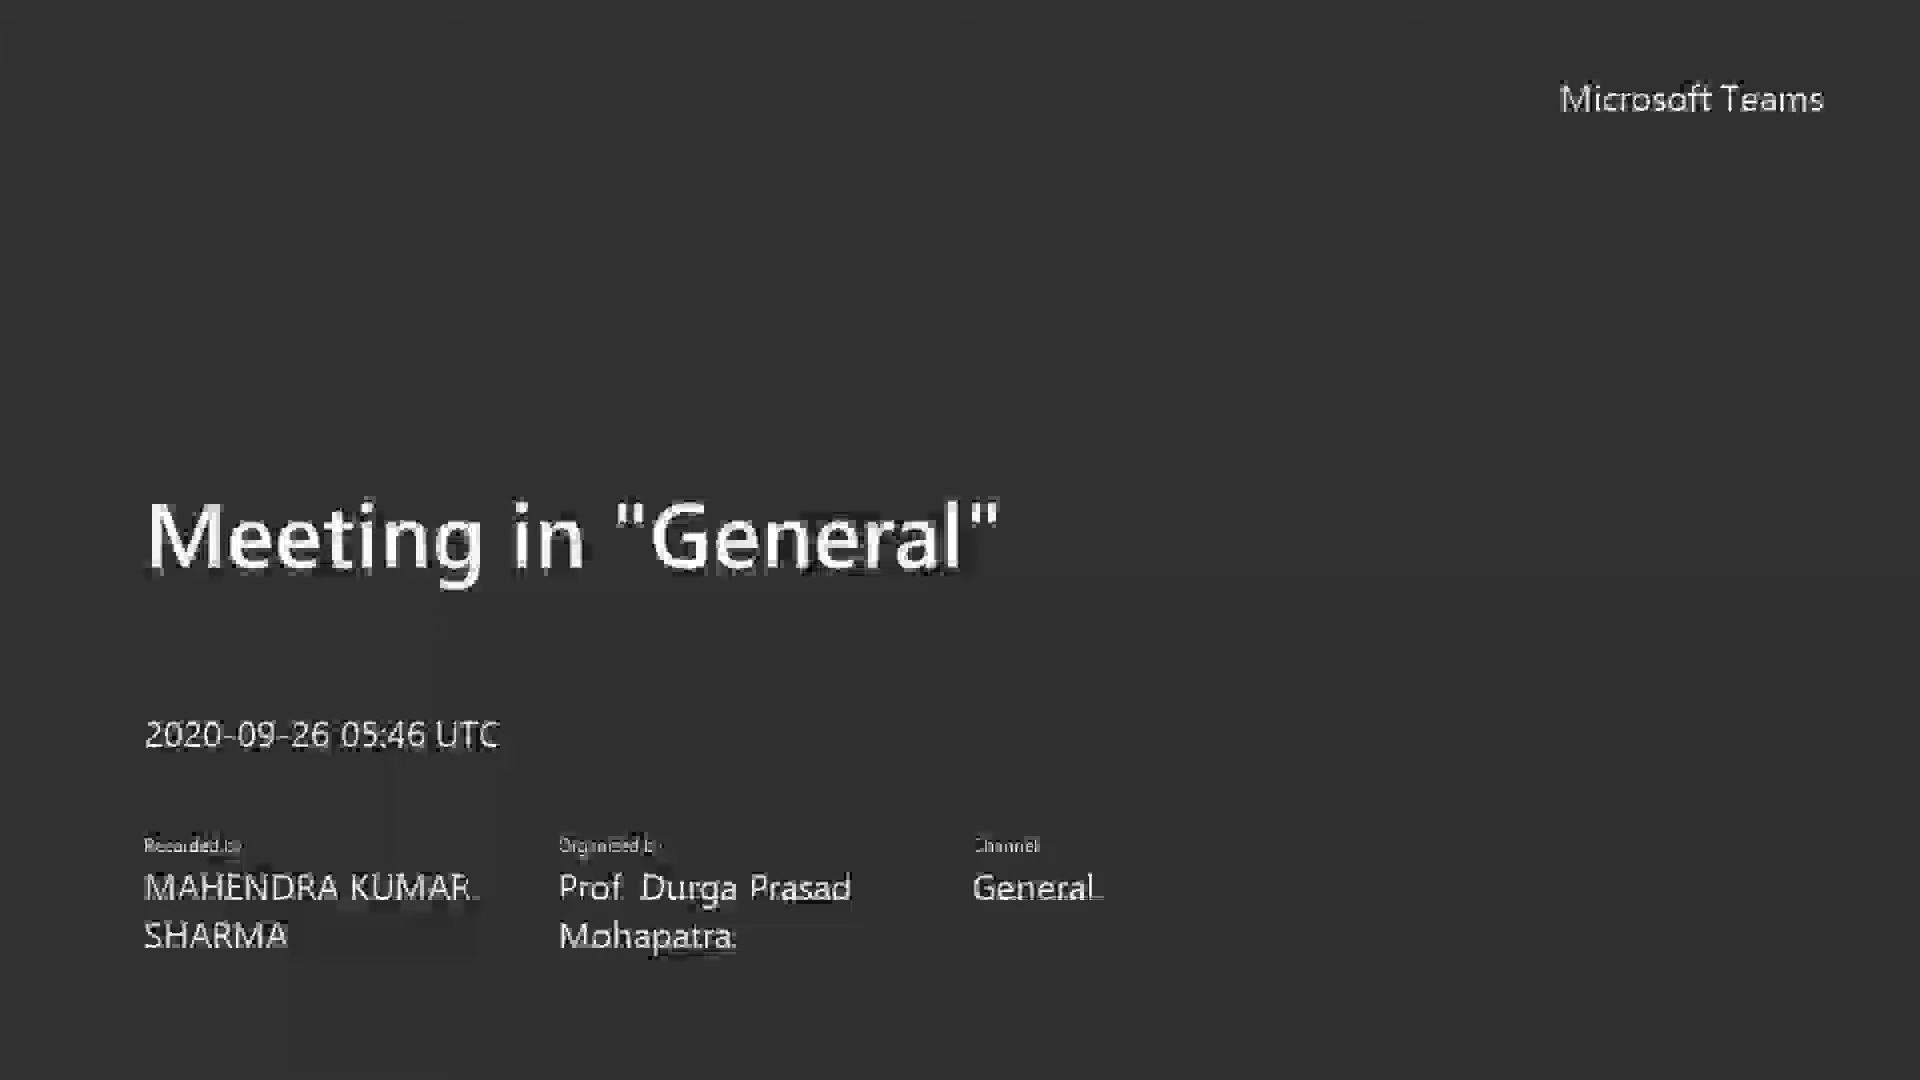 Microsoft Teams
Meeting in "General"
2020-09-26 05:46 UTC
Recorded by
Organized by
Channel
MAHENDRA KUMAR
Prof. Durga Prasad
General
SHARMA
Mohapatra